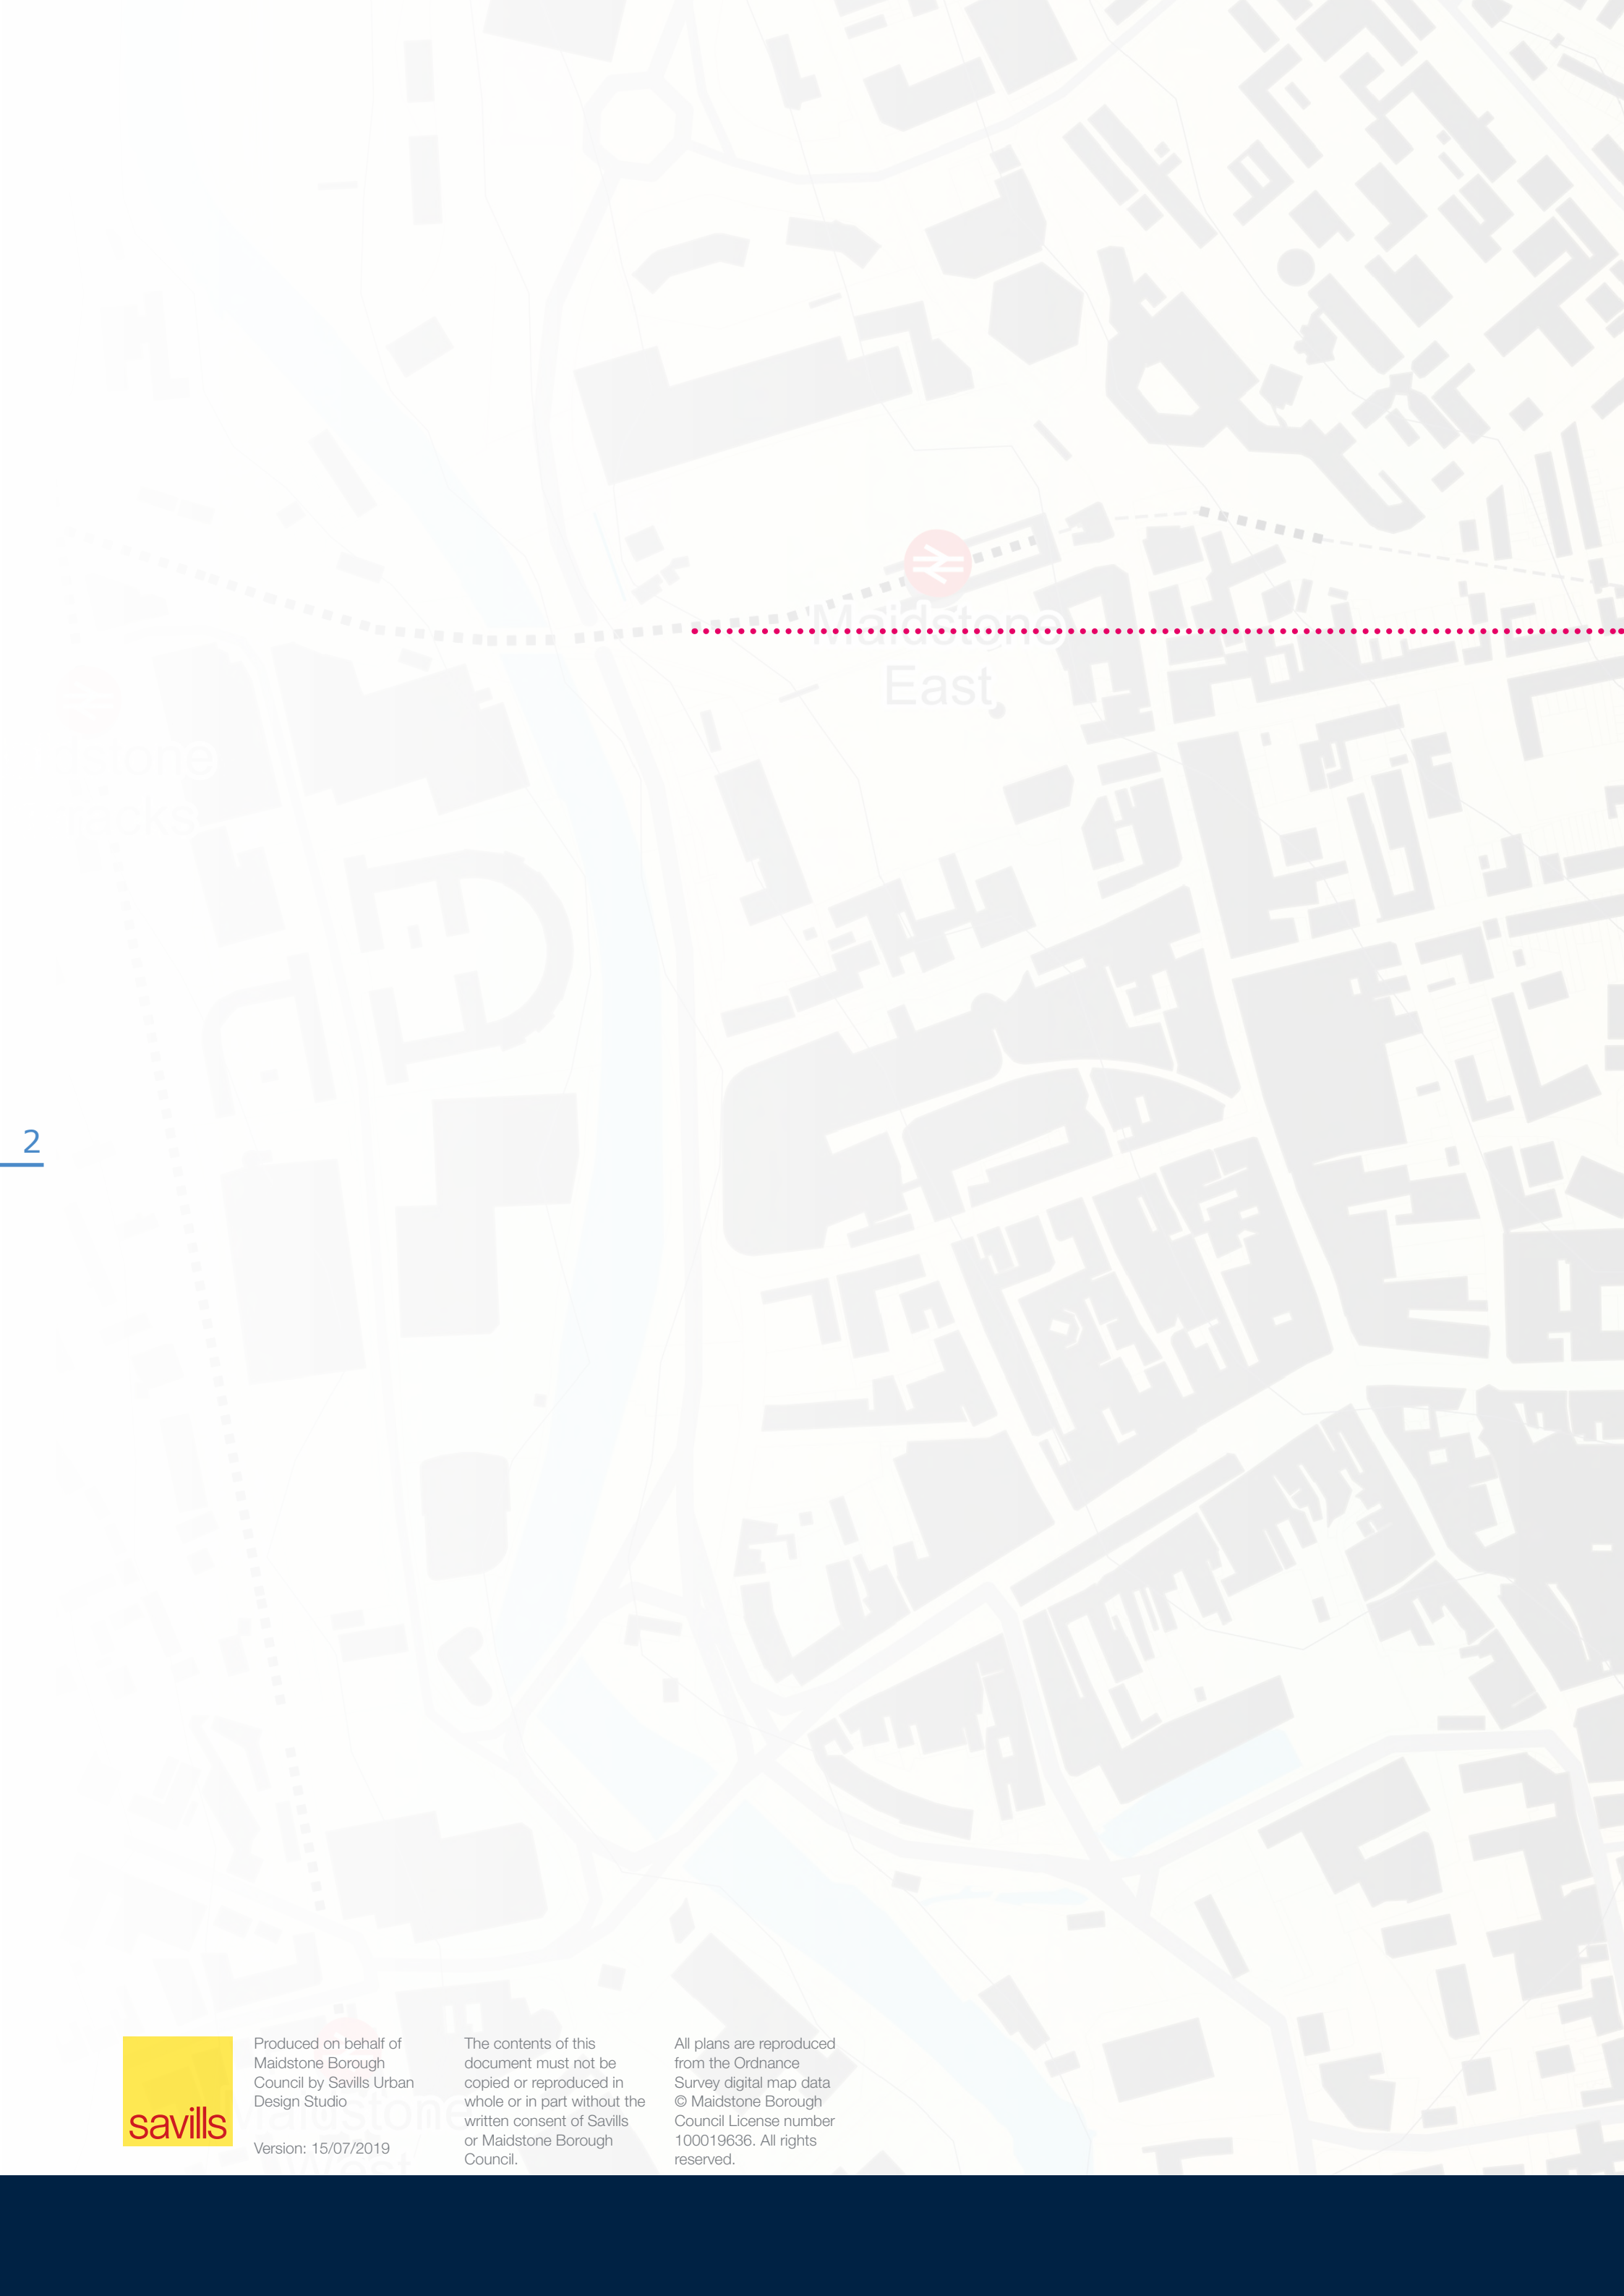 Maidstone
East
stone
2
savills
Produced on behalf of
Maidstone Borough
Council by Savills Urban
Design Studio
Version: 15/07/2019
The contents of this
document must not be
copied or reproduced in
whole or in part without the
written consent of Savills
or Maidstone Borough
Council.
All plans are reproduced
from the Ordnance
Survey digital map data
© Maidstone Borough
Council License number
100019636. All rights
reserved.
Maidstone
West